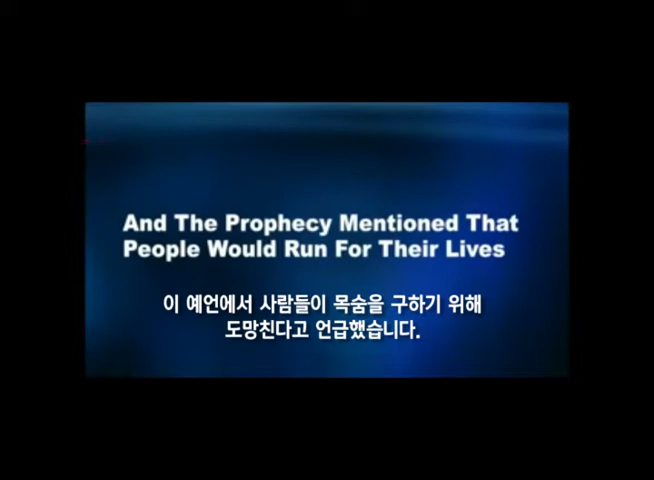 And The Prophecy Mentioned That
People Would Run For Their Lives
이 예언에서 사람들이 목숨을 구하기 위해
도망친다고 언급했습니다.